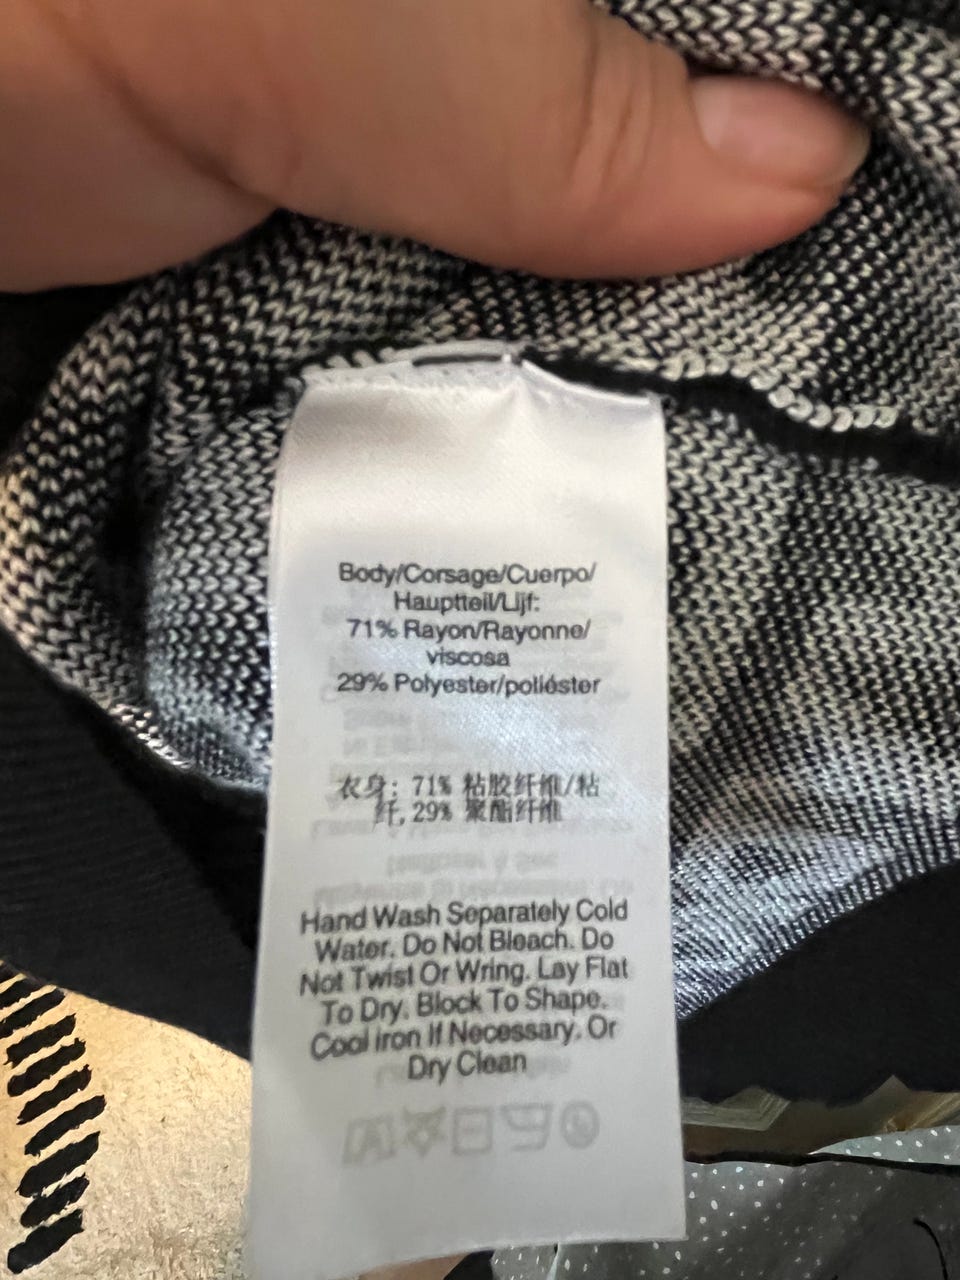 Body/Corsage/Cuerpo/
Hauptteil/Lijf:
71% Rayon/Rayonne/
viscosa
29% Polyester/poliéster
衣身: 71% 粘胶纤维/粘
纤, 29% 聚酯纤维
Hand Wash Separately Cold
Water. Do Not Bleach. Do
Not Twist Or Wring. Lay Flat
To Dry. Block To Shape.
Cool iron If Necessary. Or
Dry Clean